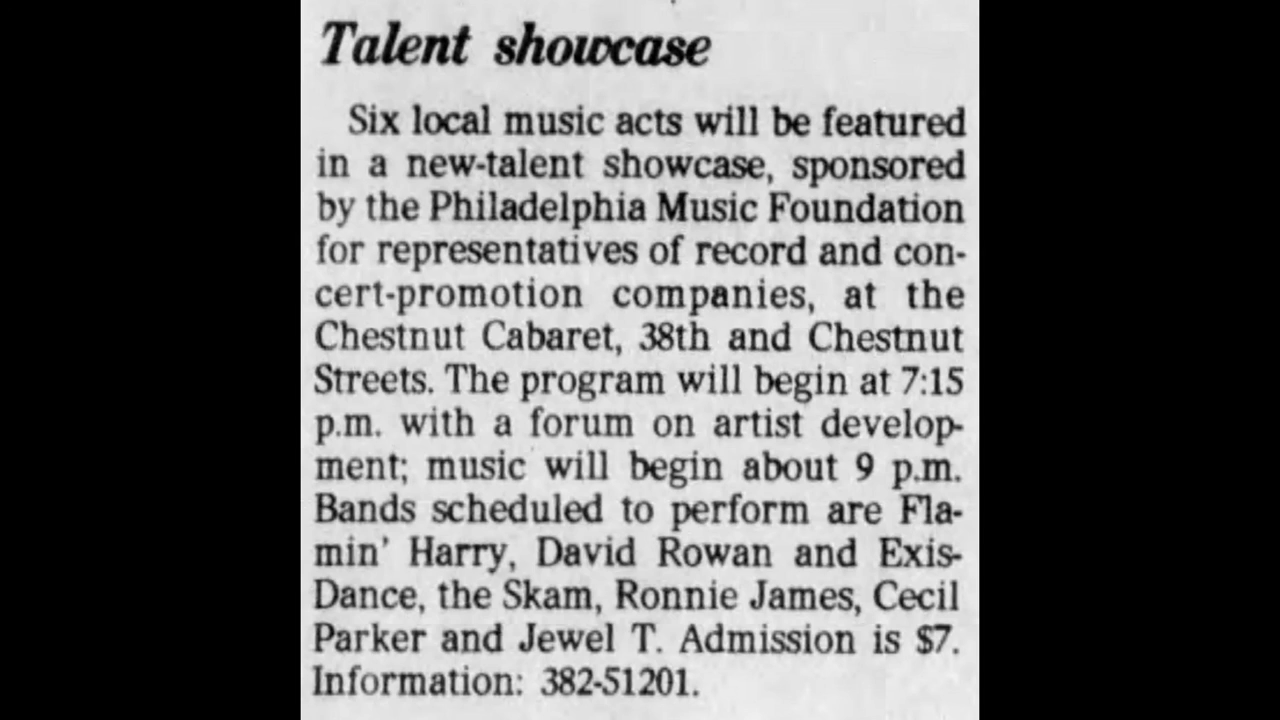 Talent showcase
Six local music acts will be featured
in a new-talent showcase, sponsored
by the Philadelphia Music Foundation
for representatives of record and con-
cert-promotion companies, at the
Chestnut Cabaret, 38th and Chestnut
Streets. The program will begin at 7:15
p.m. with a forum on artist develop-
ment; music will begin about 9 p.m.
Bands scheduled to perform are Fla-
min' Harry, David Rowan and Exis-
Dance, the Skam, Ronnie James, Cecil
Parker and Jewel T. Admission is $7.
Information: 382-51201.